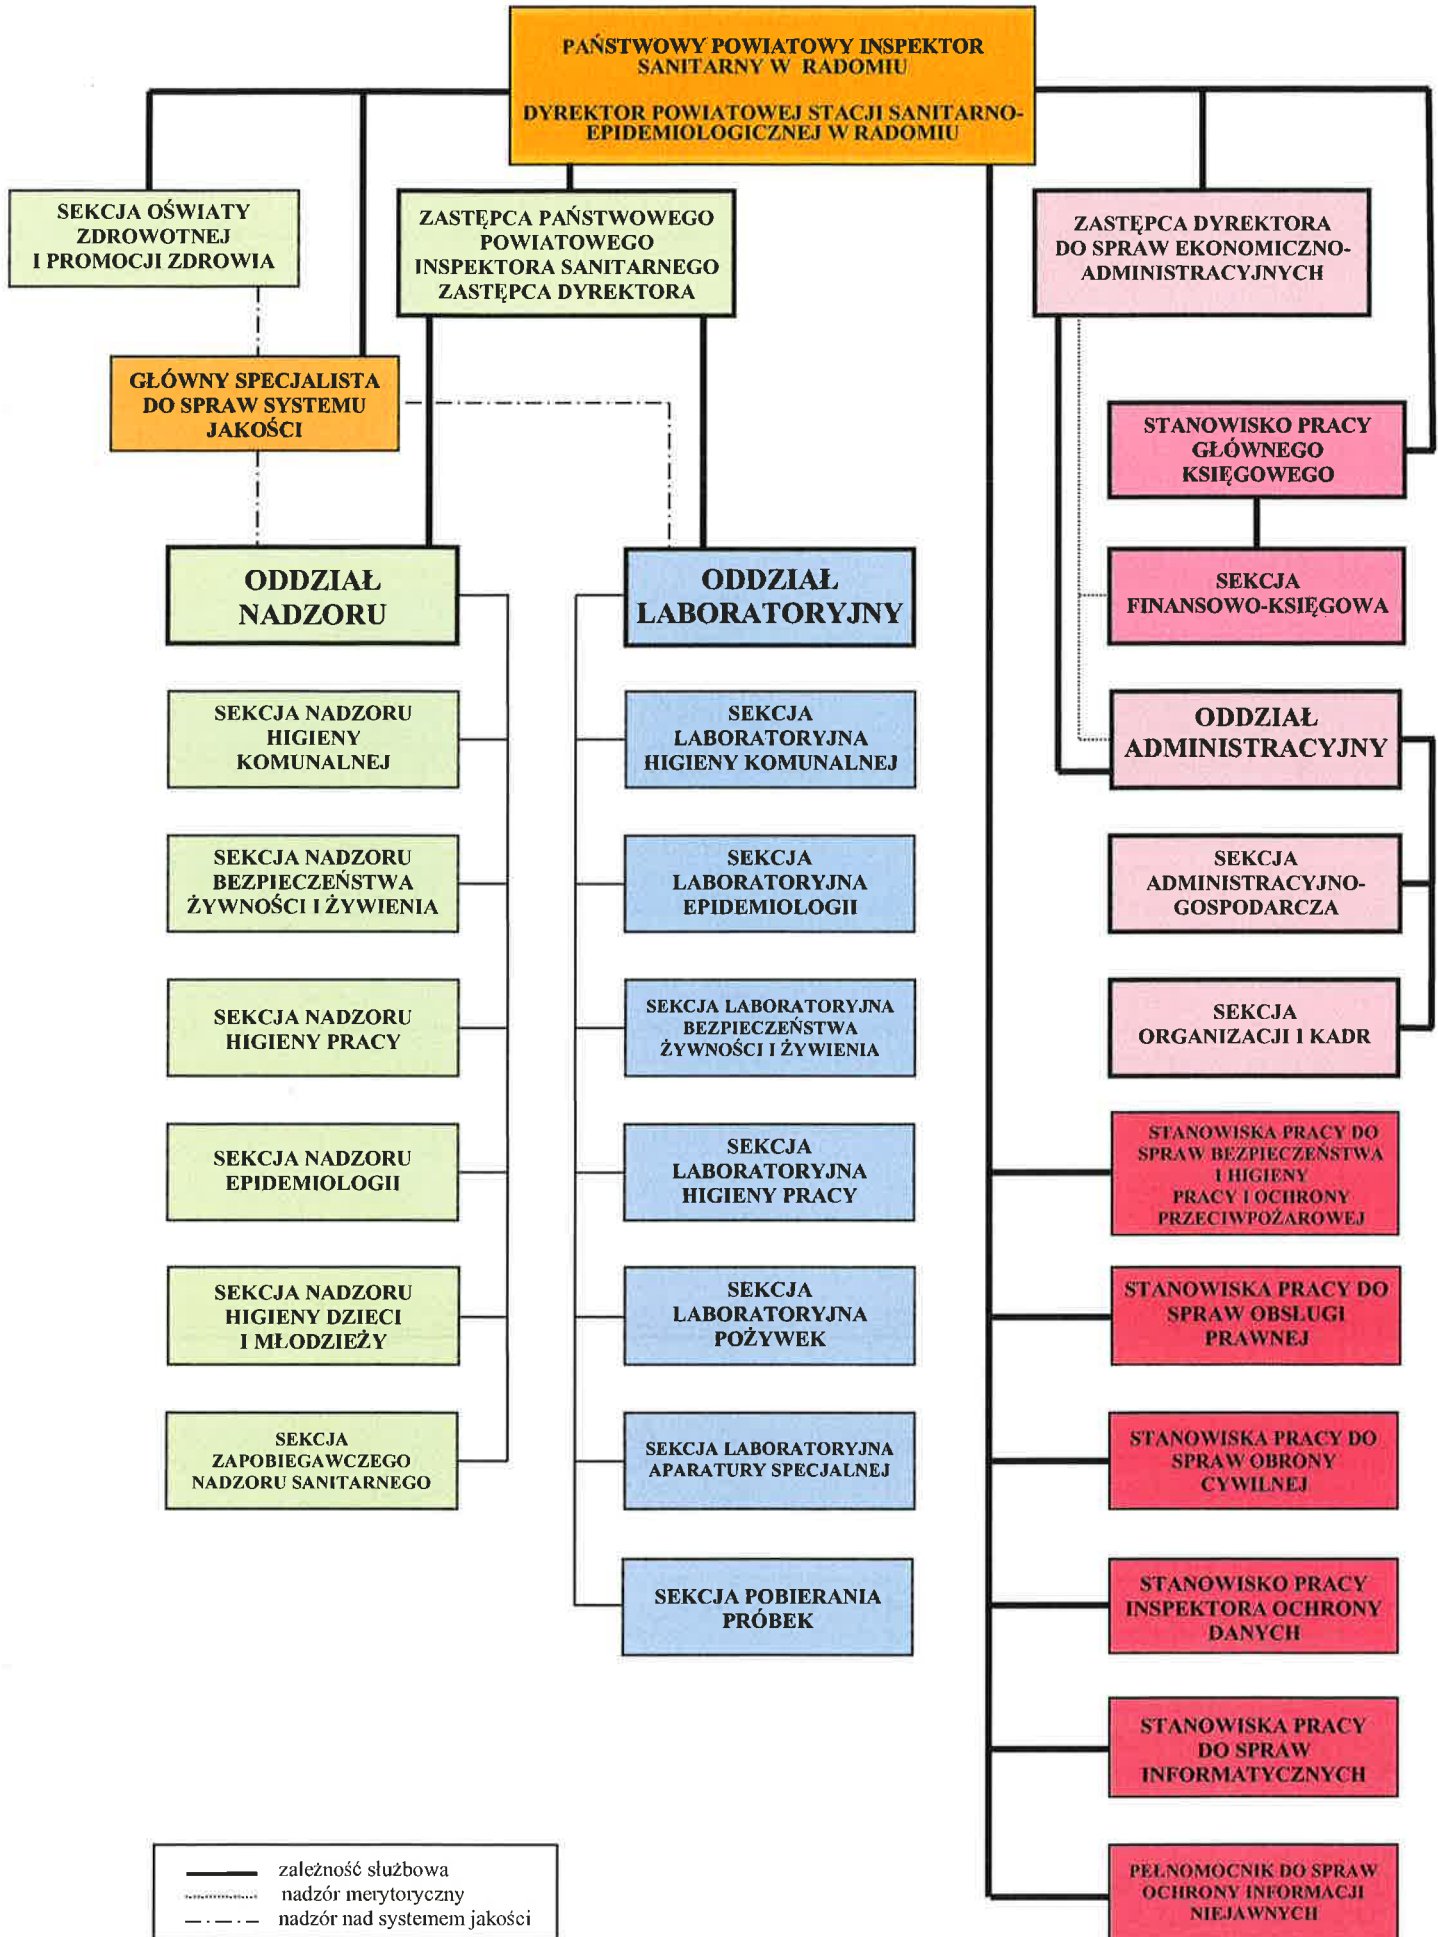 PAŃSTWOWY POWIATOWY INSPEKTOR
SANITARNY W RADOMIU
DYREKTOR POWIATOWEJ STACJI SANITARNO-
EPIDEMIOLOGICZNEJ W RADOMIU
SEKCJA OŚWIATY
ZDROWOTNEJ
I PROMOCJI ZDROWIA
ZASTĘPCA PAŃSTWOWEGO
POWIATOWEGO
INSPEKTORA SANITARNEGO
ZASTĘPCA DYREKTORA
ZASTĘPCA DYREKTORA
DO SPRAW EKONOMICZNO-
ADMINISTRACYJNYCH
GŁÓWNY SPECJALISTA
DO SPRAW SYSTEMU
JAKOŚCI
STANOWISKO PRACY
GŁÓWNEGO
KSIĘGOWEGO
ODDZIAŁ
NADZORU
ODDZIAŁ
LABORATORYJNY
SEKCJA
FINANSOWO-KSIĘGOWA
SEKCJA NADZORU
HIGIENY
KOMUNALNEJ
SEKCJA
LABORATORYJNA
HIGIENY KOMUNALNEJ
ODDZIAŁ
ADMINISTRACYJNY
SEKCJA NADZORU
BEZPIECZEŃSTWA
ŻYWNOŚCI I ŻYWIENIA
SEKCJA
LABORATORYJNA
EPIDEMIOLOGII
SEKCJA
ADMINISTRACYJNO-
GOSPODARCZA
SEKCJA NADZORU
HIGIENY PRACY
SEKCJA LABORATORYJNA
BEZPIECZEŃSTWA
ŻYWNOŚCI I ŻYWIENIA
SEKCJA
ORGANIZACJI I KADR
SEKCJA NADZORU
EPIDEMIOLOGII
SEKCJA
LABORATORYJNA
HIGIENY PRACY
STANOWISKA PRACY DO
SPRAW BEZPIECZEŃSTWA
I HIGIENY
PRACY I OCHRONY
PRZECIWPOŻAROWEJ
SEKCJA NADZORU
HIGIENY DZIECI
I MŁODZIEŻY
SEKCJA
LABORATORYJNA
POŻYWEK
STANOWISKA PRACY DO
SPRAW OBSŁUGI
PRAWNEJ
SEKCJA
ZAPOBIEGAWCZEGO
NADZORU SANITARNEGO
SEKCJA LABORATORYJNA
APARATURY SPECJALNEJ
STANOWISKA PRACY DO
SPRAW OBRONY
CYWILNEJ
SEKCJA POBIERANIA
PRÓBEK
STANOWISKO PRACY
INSPEKTORA OCHRONY
DANYCH
STANOWISKA PRACY
DO SPRAW
INFORMATYCZNYCH
PEŁNOMOCNIK DO SPRAW
OCHRONY INFORMACJI
NIEJAWNYCH
zależność służbowa
nadzór merytoryczny
nadzór nad systemem jakości